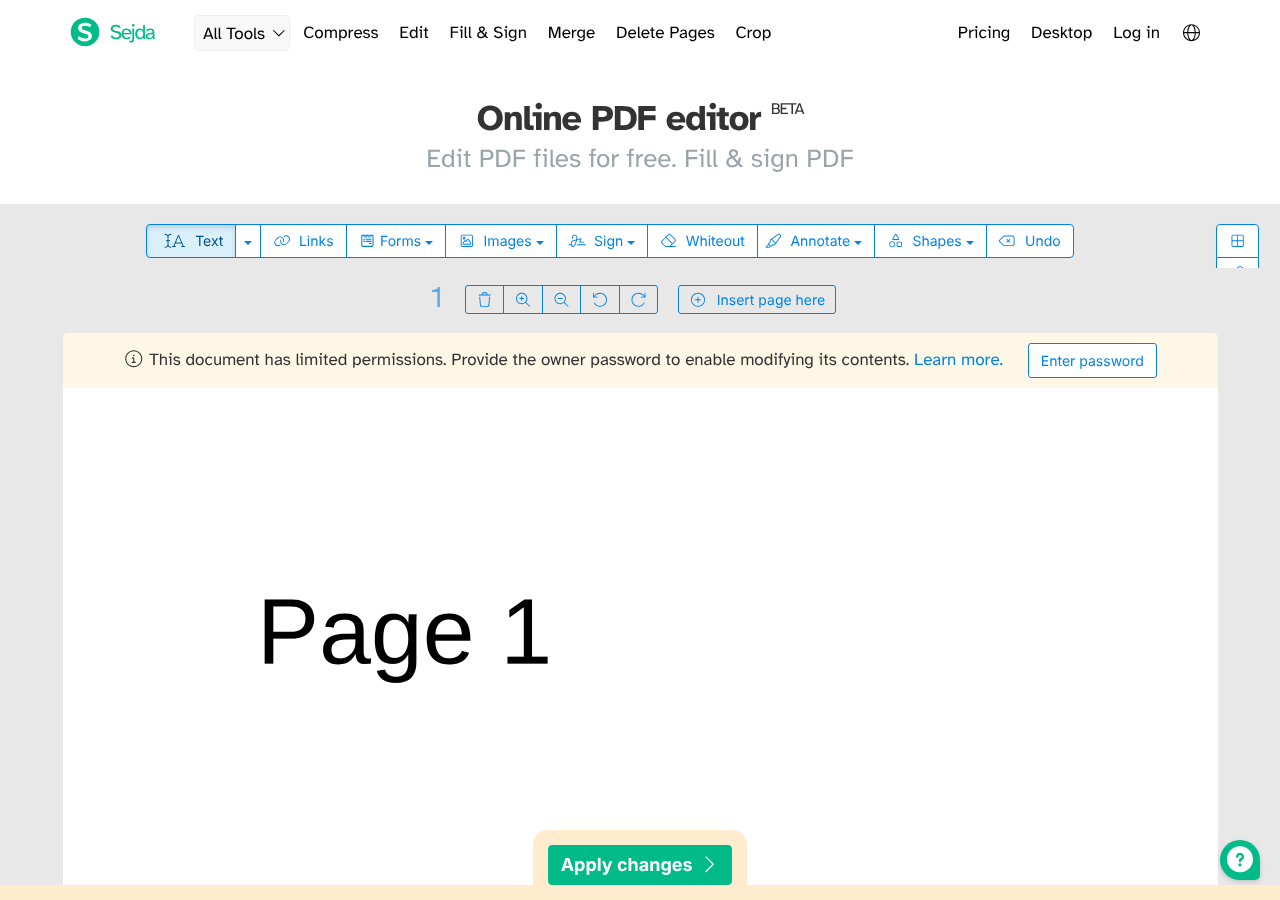 Sejda All Tools Compress Edit Fill & Sign Merge Delete Pages Crop Pricing Desktop Log in
Online PDF editor BETA
Edit PDF files for free. Fill & sign PDF
Text Links Forms Images Sign Whiteout Annotate Shapes Undo
1 Insert page here
This document has limited permissions. Provide the owner password to enable modifying its contents. Learn more. Enter password
Page 1
Apply changes